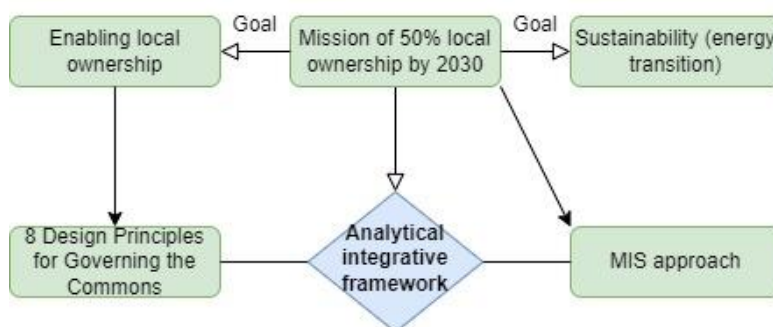 Enabling local
ownership
Goal
Mission of 50% local
ownership by 2030
Goal
Sustainability (energy
transition)
8 Design Principles
for Governing the
Commons
Analytical
integrative
framework
MIS approach